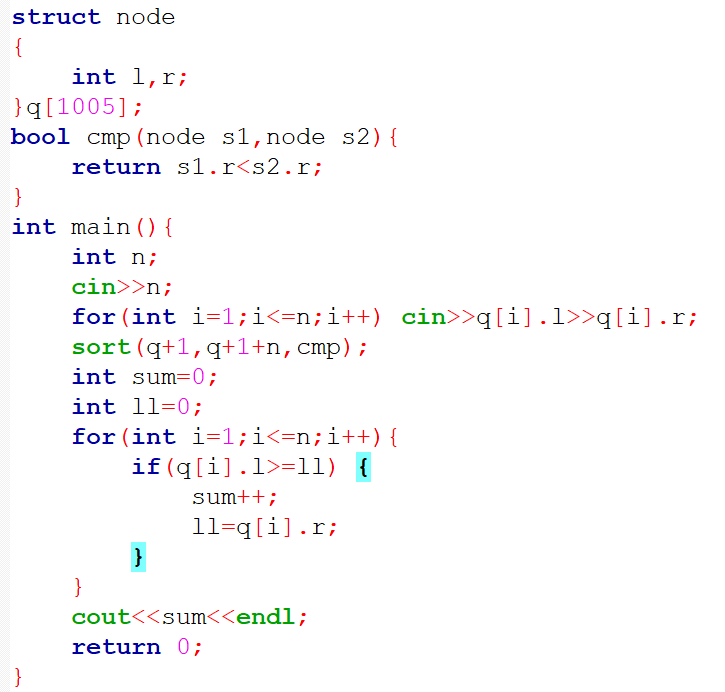 struct node
{
    int l,r;
}q[1005];
bool cmp(node s1,node s2){
    return s1.r<s2.r;
}
int main(){
    int n;
    cin>>n;
    for(int i=1;i<=n;i++) cin>>q[i].l>>q[i].r;
    sort(q+1,q+1+n,cmp);
    int sum=0;
    int ll=0;
    for(int i=1;i<=n;i++){
        if(q[i].l>=ll) {
            sum++;
            ll=q[i].r;
        }
    }
    cout<<sum<<endl;
    return 0;
}